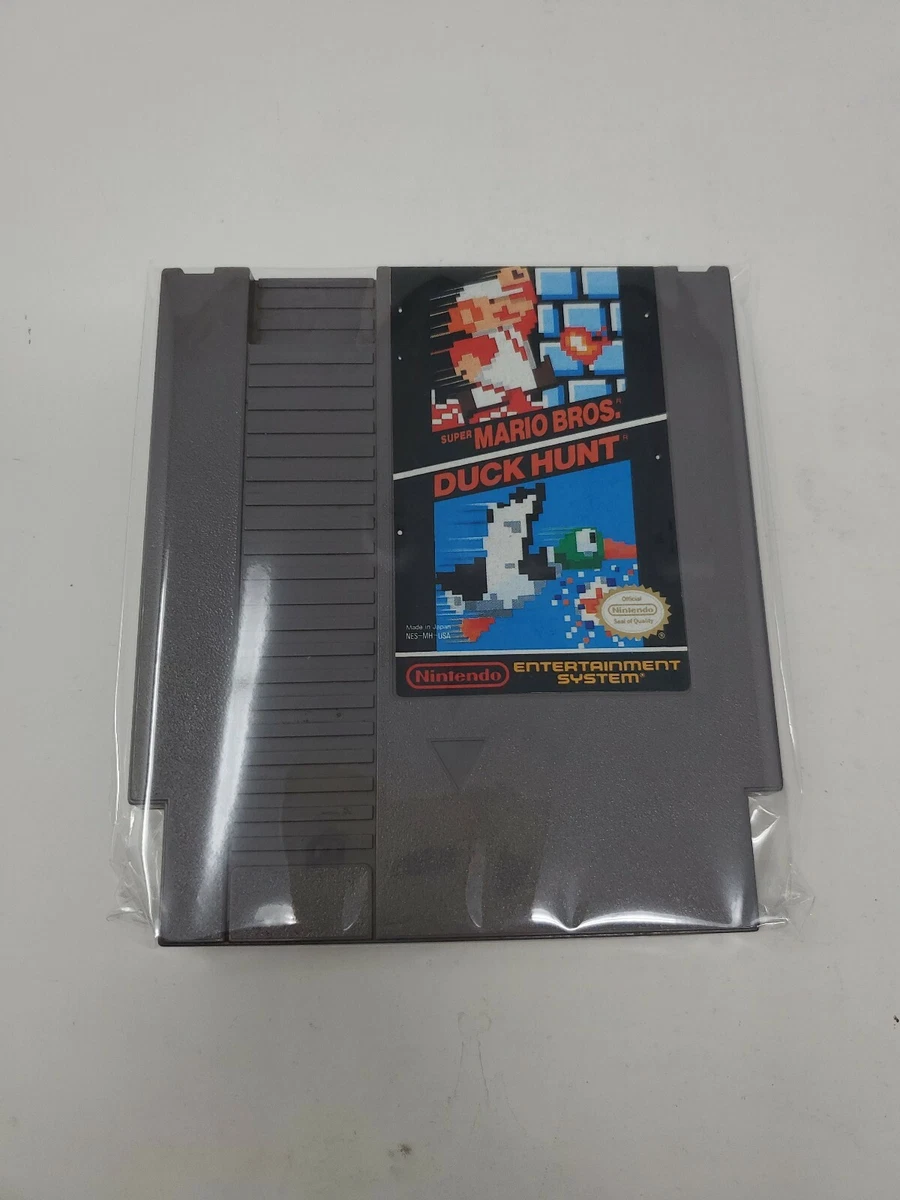 SUPER MARIO BROS.®
DUCK HUNT®
Official
Nintendo
Seal of Quality
®
Made in Japan
NES-MH-USA
Nintendo
ENTERTAINMENT
SYSTEM®